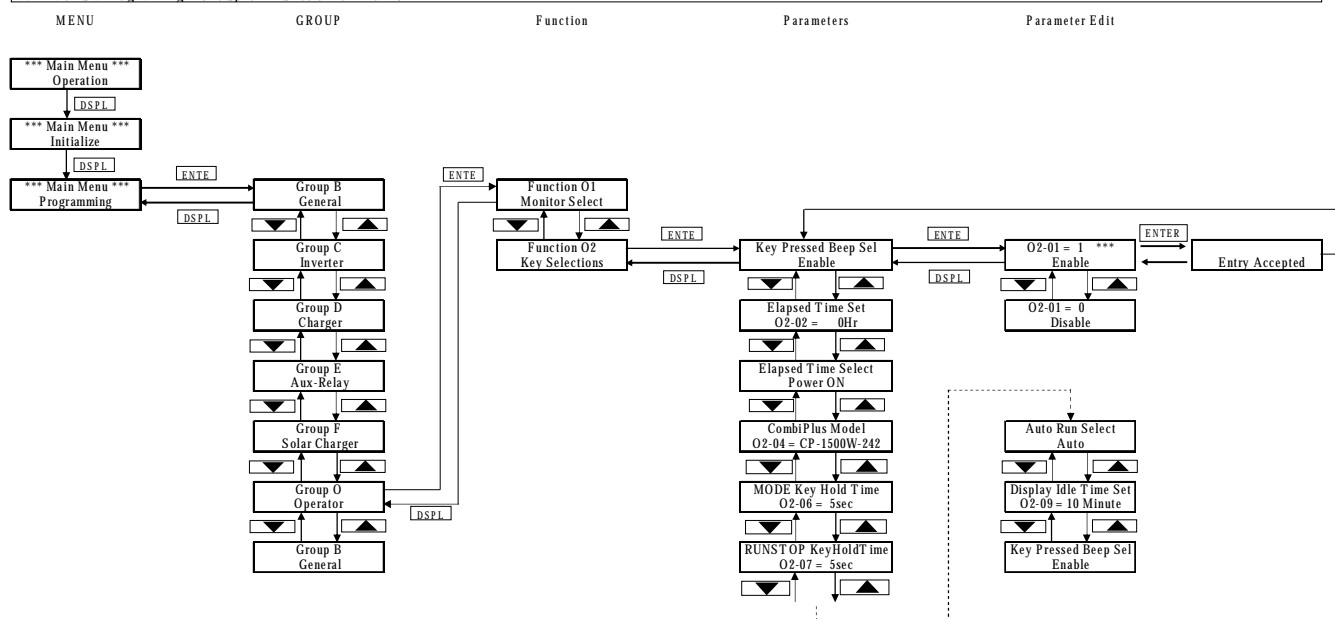 MENU GROUP Function Parameters Parameter Edit
*** Main Menu ***
Operation
DSPL
*** Main Menu ***
Initialize
DSPL
*** Main Menu ***
Programming
ENTE
DSPL
Group B
General
Group C
Inverter
Group D
Charger
Group E
Aux-Relay
Group F
Solar Charger
Group O
Operator
Group B
General
ENTE
DSPL
Function O1
Monitor Select
Function O2
Key Selections
ENTE
DSPL
Key Pressed Beep Sel
Enable
Elapsed Time Set
O2-02 = 0Hr
Elapsed Time Select
Power ON
CombiPlus Model
O2-04 = CP-1500W-242
MODE Key Hold Time
O2-06 = 5sec
RUNSTOP KeyHoldTime
O2-07 = 5sec
ENTE
DSPL
O2-01 = 1 ***
Enable
O2-01 = 0
Disable
ENTER
Entry Accepted
Auto Run Select
Auto
Display Idle Time Set
O2-09 = 10 Minute
Key Pressed Beep Sel
Enable